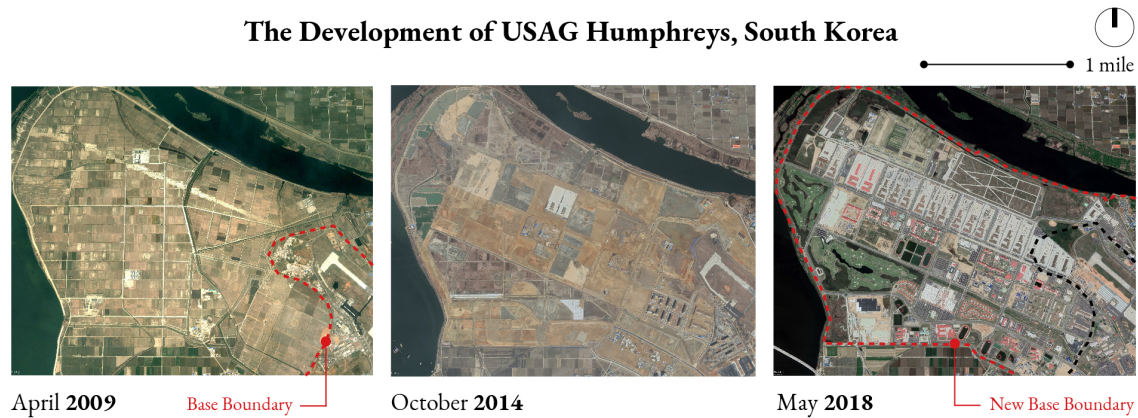 The Development of USAG Humphreys, South Korea
1 mile
April 2009
Base Boundary
October 2014
May 2018
New Base Boundary